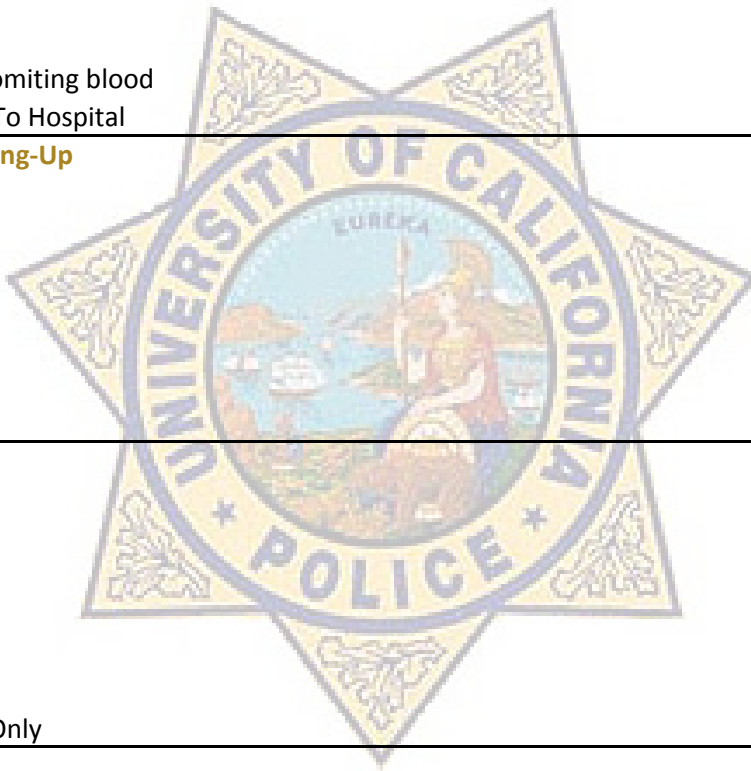 omiting blood
To Hospital
ng-Up
UNIVERSITY OF CALIFORNIA
EUREKA
POLICE
Only